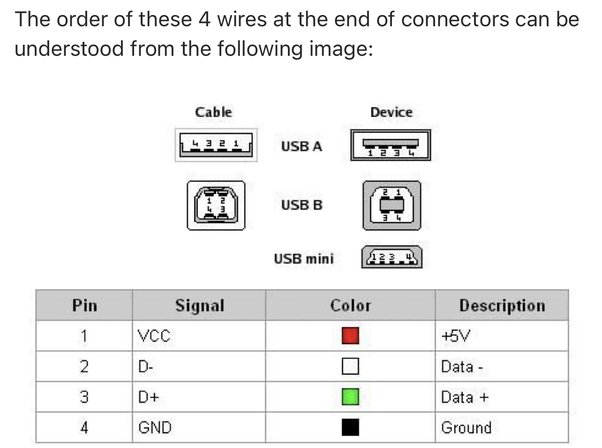 The order of these 4 wires at the end of connectors can be
understood from the following image:
Cable Device
4 3 2 1 USB A 1 2 3 4
1 2 USB B 2 1
4 3 3 4
USB mini 1 2 3 4
Pin Signal Color Description
1 VCC +5V
2 D- Data -
3 D+ Data +
4 GND Ground